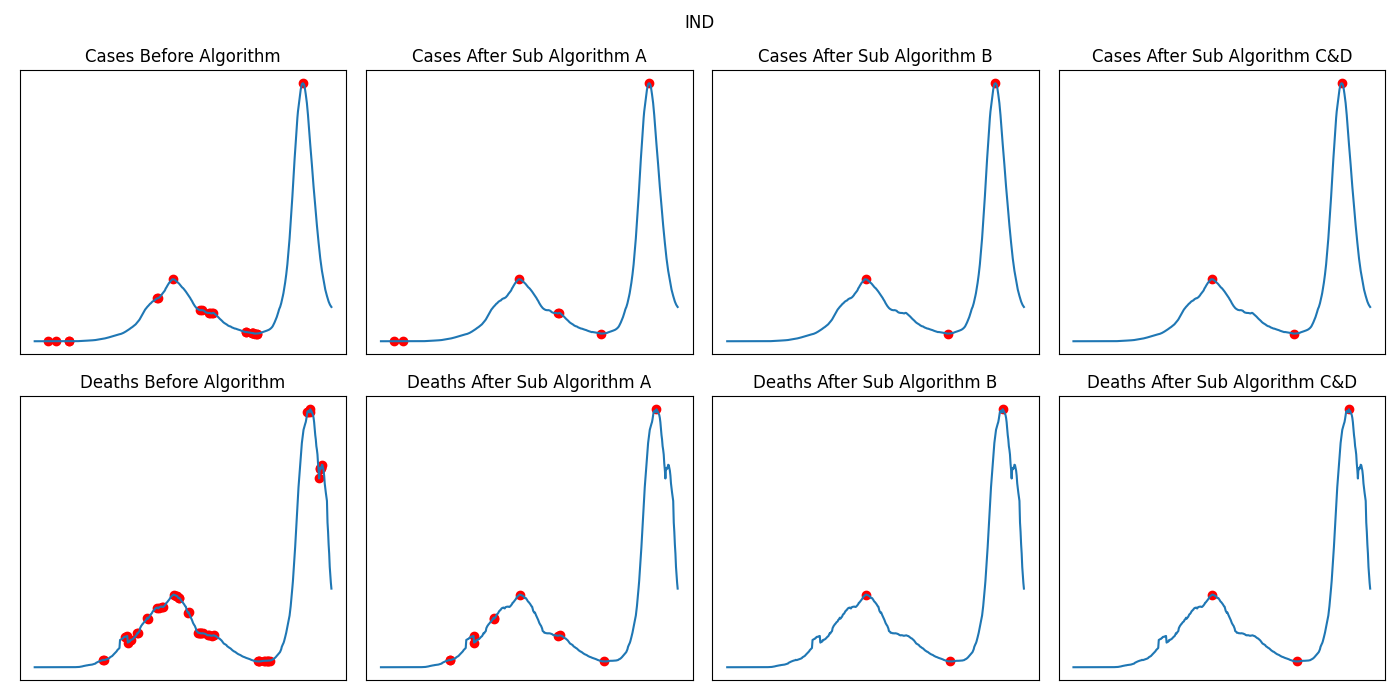 IND
Cases Before Algorithm
Cases After Sub Algorithm A
Cases After Sub Algorithm B
Cases After Sub Algorithm C&D
Deaths Before Algorithm
Deaths After Sub Algorithm A
Deaths After Sub Algorithm B
Deaths After Sub Algorithm C&D